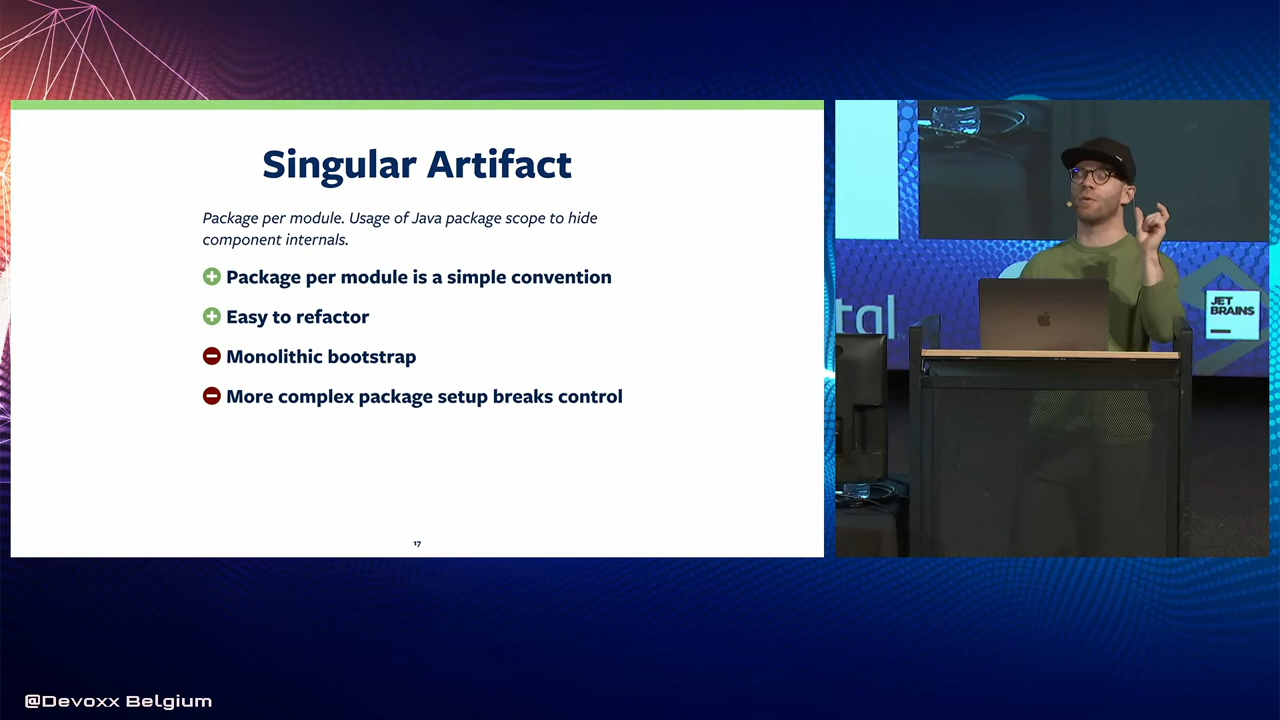 Singular Artifact
Package per module. Usage of Java package scope to hide
component internals.
Package per module is a simple convention
Easy to refactor
Monolithic bootstrap
More complex package setup breaks control
17
tal
JET
BRAINS
@Devoxx Belgium